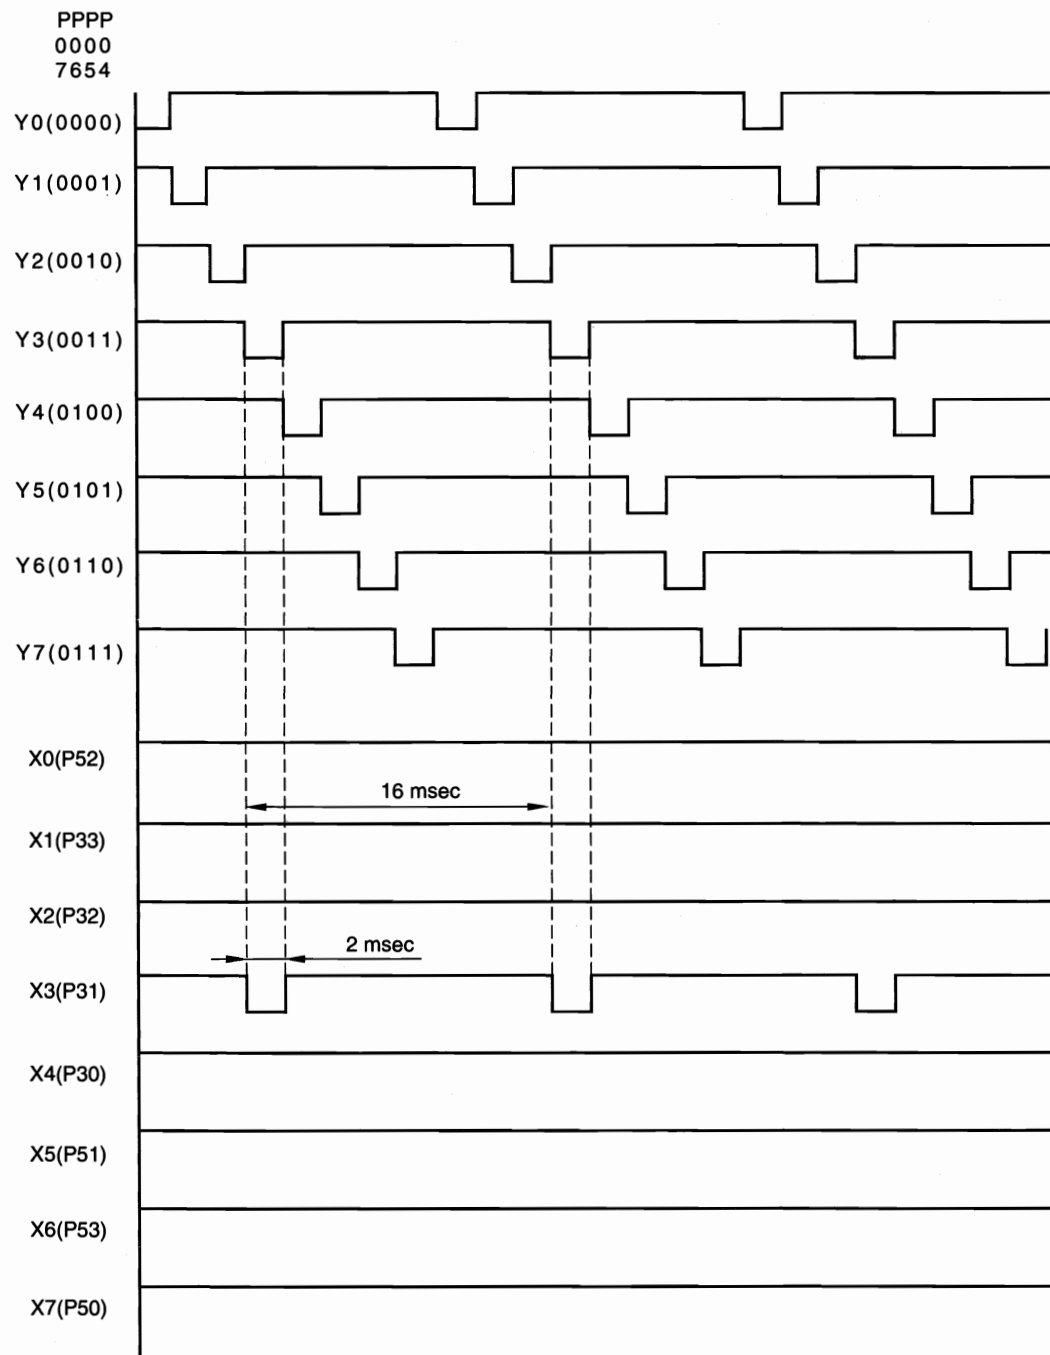 PPPP
0000
7654
Y0(0000)
Y1(0001)
Y2(0010)
Y3(0011)
Y4(0100)
Y5(0101)
Y6(0110)
Y7(0111)
X0(P52)
16 msec
X1(P33)
X2(P32)
2 msec
X3(P31)
X4(P30)
X5(P51)
X6(P53)
X7(P50)